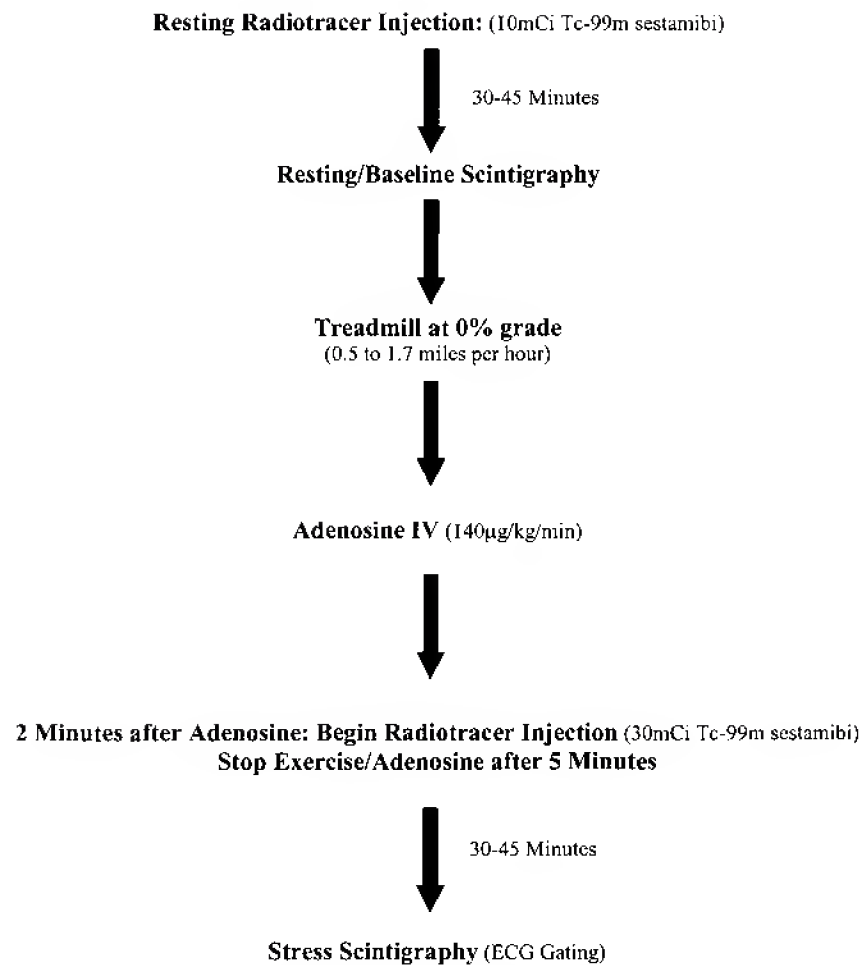 Resting Radiotracer Injection: (10mCi Tc-99m sestamibi)
30-45 Minutes
Resting/Baseline Scintigraphy
Treadmill at 0% grade
(0.5 to 1.7 miles per hour)
Adenosine IV (140µg/kg/min)
2 Minutes after Adenosine: Begin Radiotracer Injection (30mCi Tc-99m sestamibi)
Stop Exercise/Adenosine after 5 Minutes
30-45 Minutes
Stress Scintigraphy (ECG Gating)